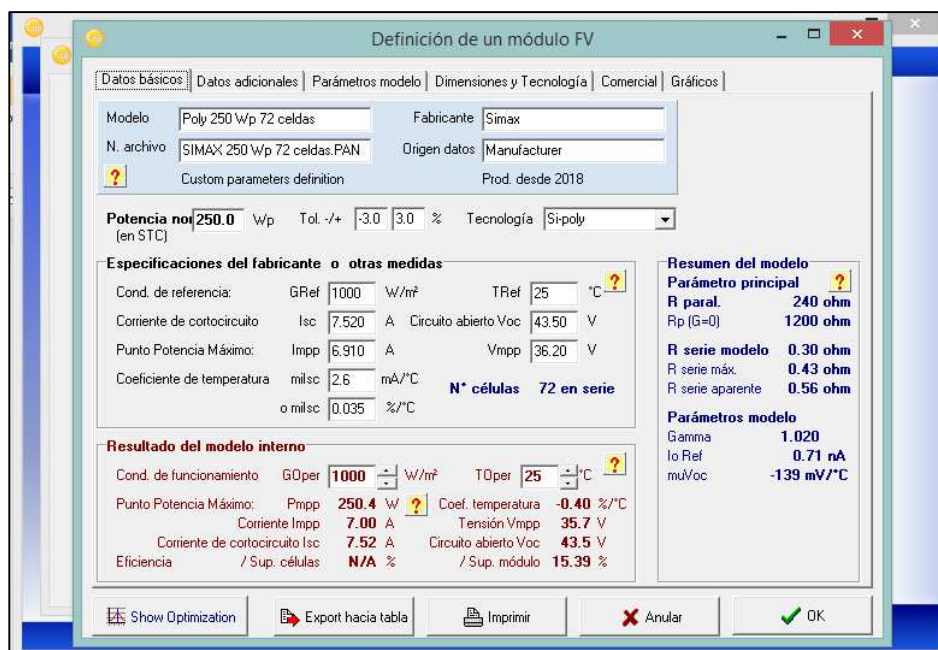 Definición de un módulo FV
Datos básicos Datos adicionales Parámetros modelo Dimensiones y Tecnología Comercial Gráficos
Modelo Poly 250 Wp 72 celdas Fabricante Simax
N. archivo SIMAX 250 Wp 72 celdas.PAN Origen datos Manufacturer
? Custom parameters definition Prod. desde 2018
Potencia nor 250.0 Wp Tol. -/+ -3.0 3.0 % Tecnología Si-poly
(en STC)
Especificaciones del fabricante o otras medidas
Cond. de referencia: GRef 1000 W/m² TRef 25 °C ?
Corriente de cortocircuito Isc 7.520 A Circuito abierto Voc 43.50 V
Punto Potencia Máximo: Impp 6.910 A Vmpp 36.20 V
Coeficiente de temperatura miIsc 2.6 mA/°C
N° células 72 en serie
o miIsc 0.035 %/°C
Resultado del modelo interno
Cond. de funcionamiento GOper 1000 W/m² TOper 25 °C ?
Punto Potencia Máximo: Pmpp 250.4 W ? Coef. temperatura -0.40 %/°C
Corriente Impp 7.00 A Tensión Vmpp 35.7 V
Corriente de cortocircuito Isc 7.52 A Circuito abierto Voc 43.5 V
Eficiencia / Sup. células N/A % / Sup. módulo 15.39 %
Resumen del modelo
Parámetro principal ?
R paral. 240 ohm
Rp (G=0) 1200 ohm
R serie modelo 0.30 ohm
R serie máx. 0.43 ohm
R serie aparente 0.56 ohm
Parámetros modelo
Gamma 1.020
Io Ref 0.71 nA
muVoc -139 mV/°C
Show Optimization Export hacia tabla Imprimir Anular OK